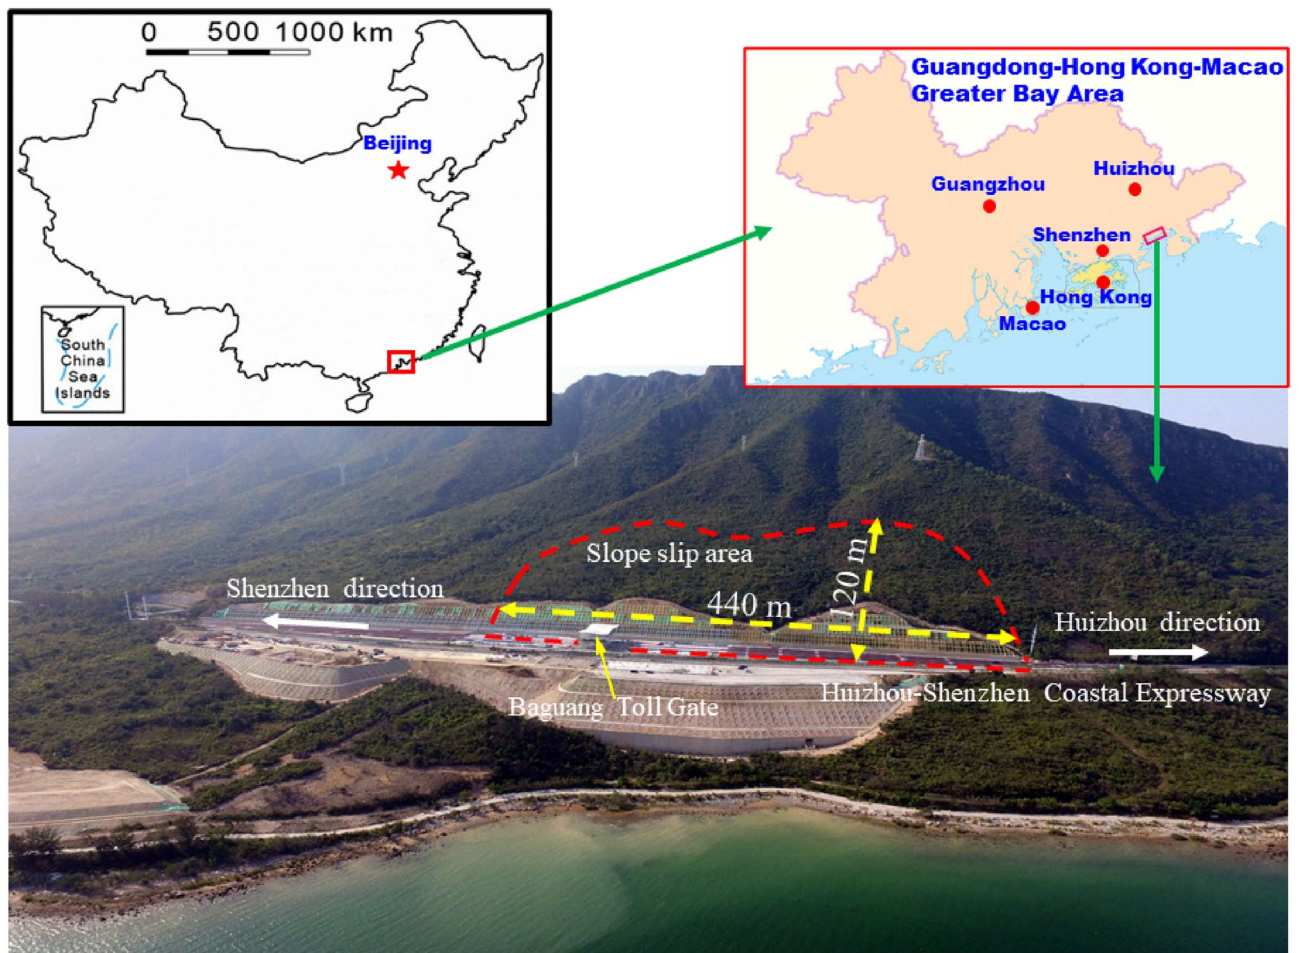 0 500 1000 km
Beijing
South
China
Sea
Islands
Guangdong-Hong Kong-Macao
Greater Bay Area
Huizhou
Guangzhou
Shenzhen
Hong Kong
Macao
Slope slip area
120 m
Shenzhen direction
440 m
Huizhou direction
Huizhou-Shenzhen Coastal Expressway
Baguang Toll Gate